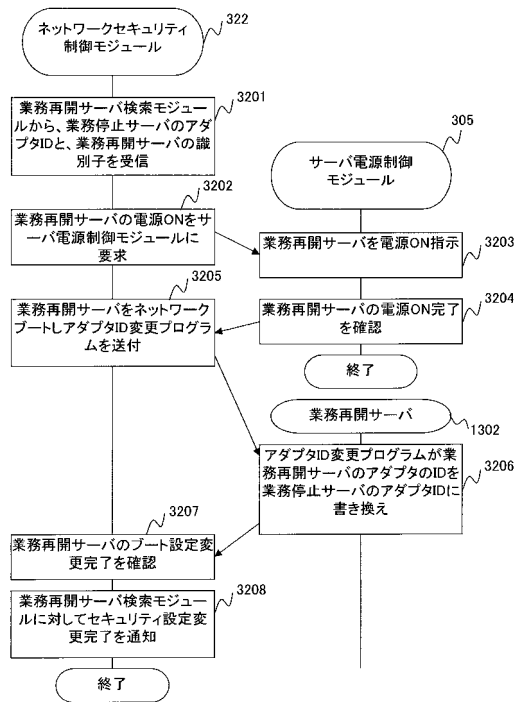 ネットワークセキュリティ
制御モジュール
322
業務再開サーバ検索モジュー
ルから、業務停止サーバのアダ
プタIDと、業務再開サーバの識
別子を受信
3201
305
サーバ電源制御
モジュール
3202
業務再開サーバの電源ONをサ
ーバ電源制御モジュールに
要求
業務再開サーバを電源ON指示
3203
3205
業務再開サーバをネットワーク
ブートしアダプタID変更プログラ
ムを送付
業務再開サーバの電源ON完了
を確認
3204
終了
業務再開サーバ
1302
アダプタID変更プログラムが業
務再開サーバのアダプタのIDを
業務停止サーバのアダプタIDに
書き換え
3206
3207
業務再開サーバのブート設定変
更完了を確認
業務再開サーバ検索モジュー
ルに対してセキュリティ設定変
更完了を通知
3208
終了